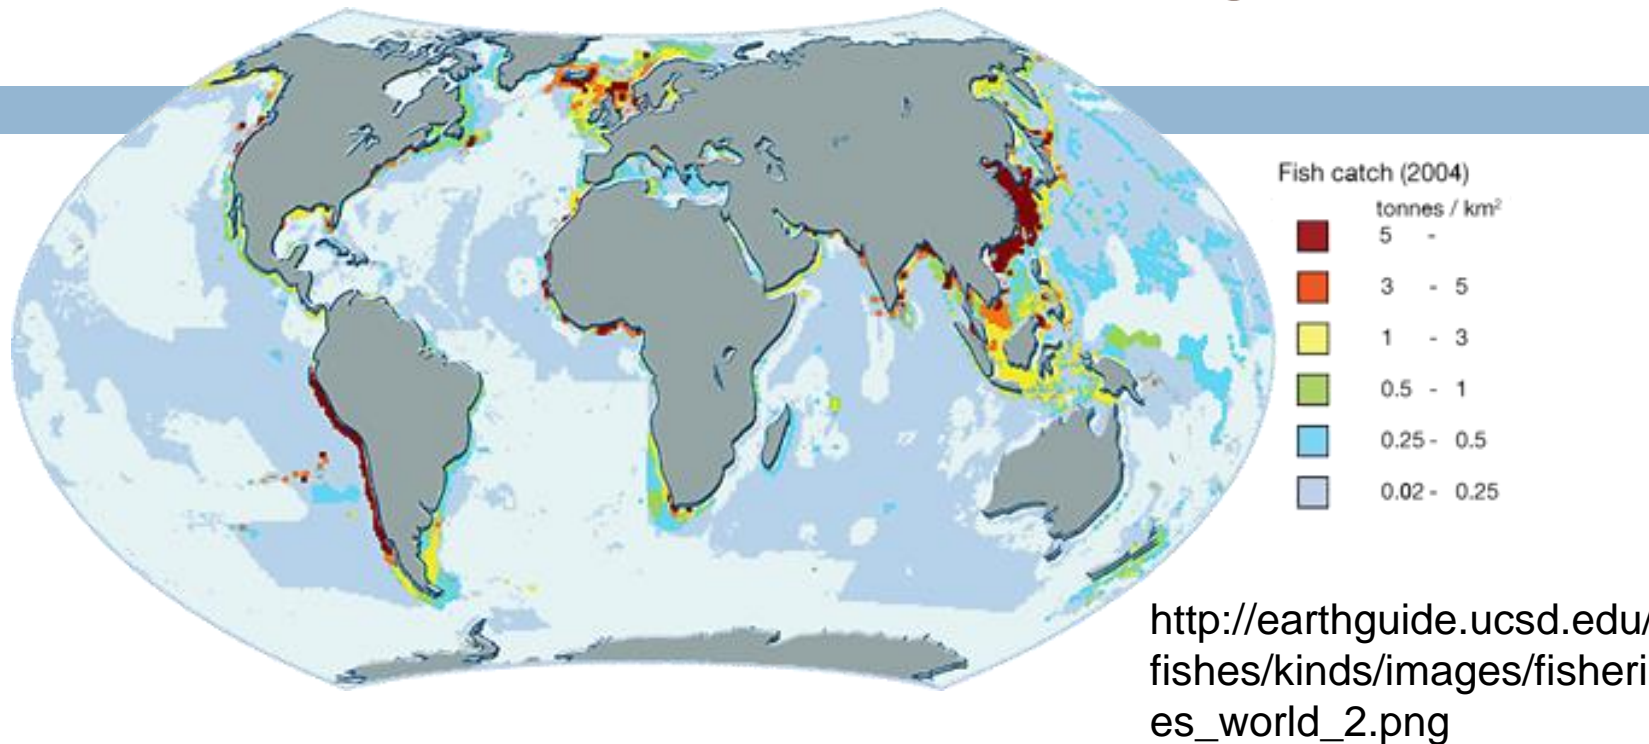 Fish catch (2004)
tonnes / km²
5 -
3 - 5
1 - 3
0.5 - 1
0.25 - 0.5
0.02 - 0.25
http://earthguide.ucsd.edu/
fishes/kinds/images/fisheri
es_world_2.png